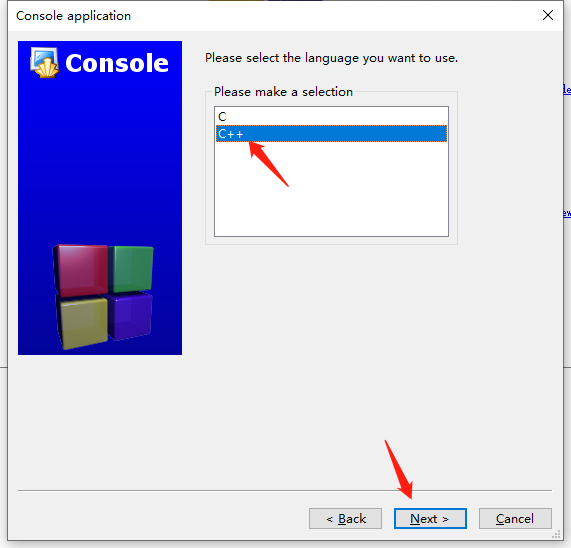 Console application
Console
Please select the language you want to use.
Please make a selection
C
C++
< Back
Next >
Cancel